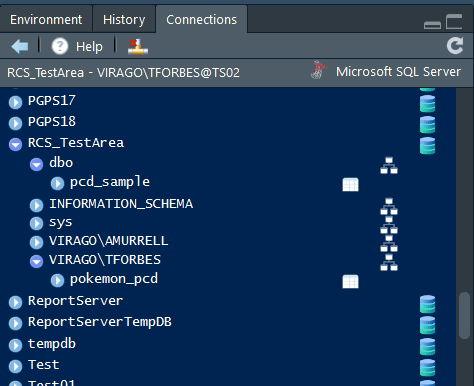 Environment History Connections
Help
RCS_TestArea - VIRAGO\TFORBES@TS02 Microsoft SQL Server
PGPS17
PGPS18
RCS_TestArea
dbo
pcd_sample
INFORMATION_SCHEMA
sys
VIRAGO\AMURRELL
VIRAGO\TFORBES
pokemon_pcd
ReportServer
ReportServerTempDB
tempdb
Test
Test01